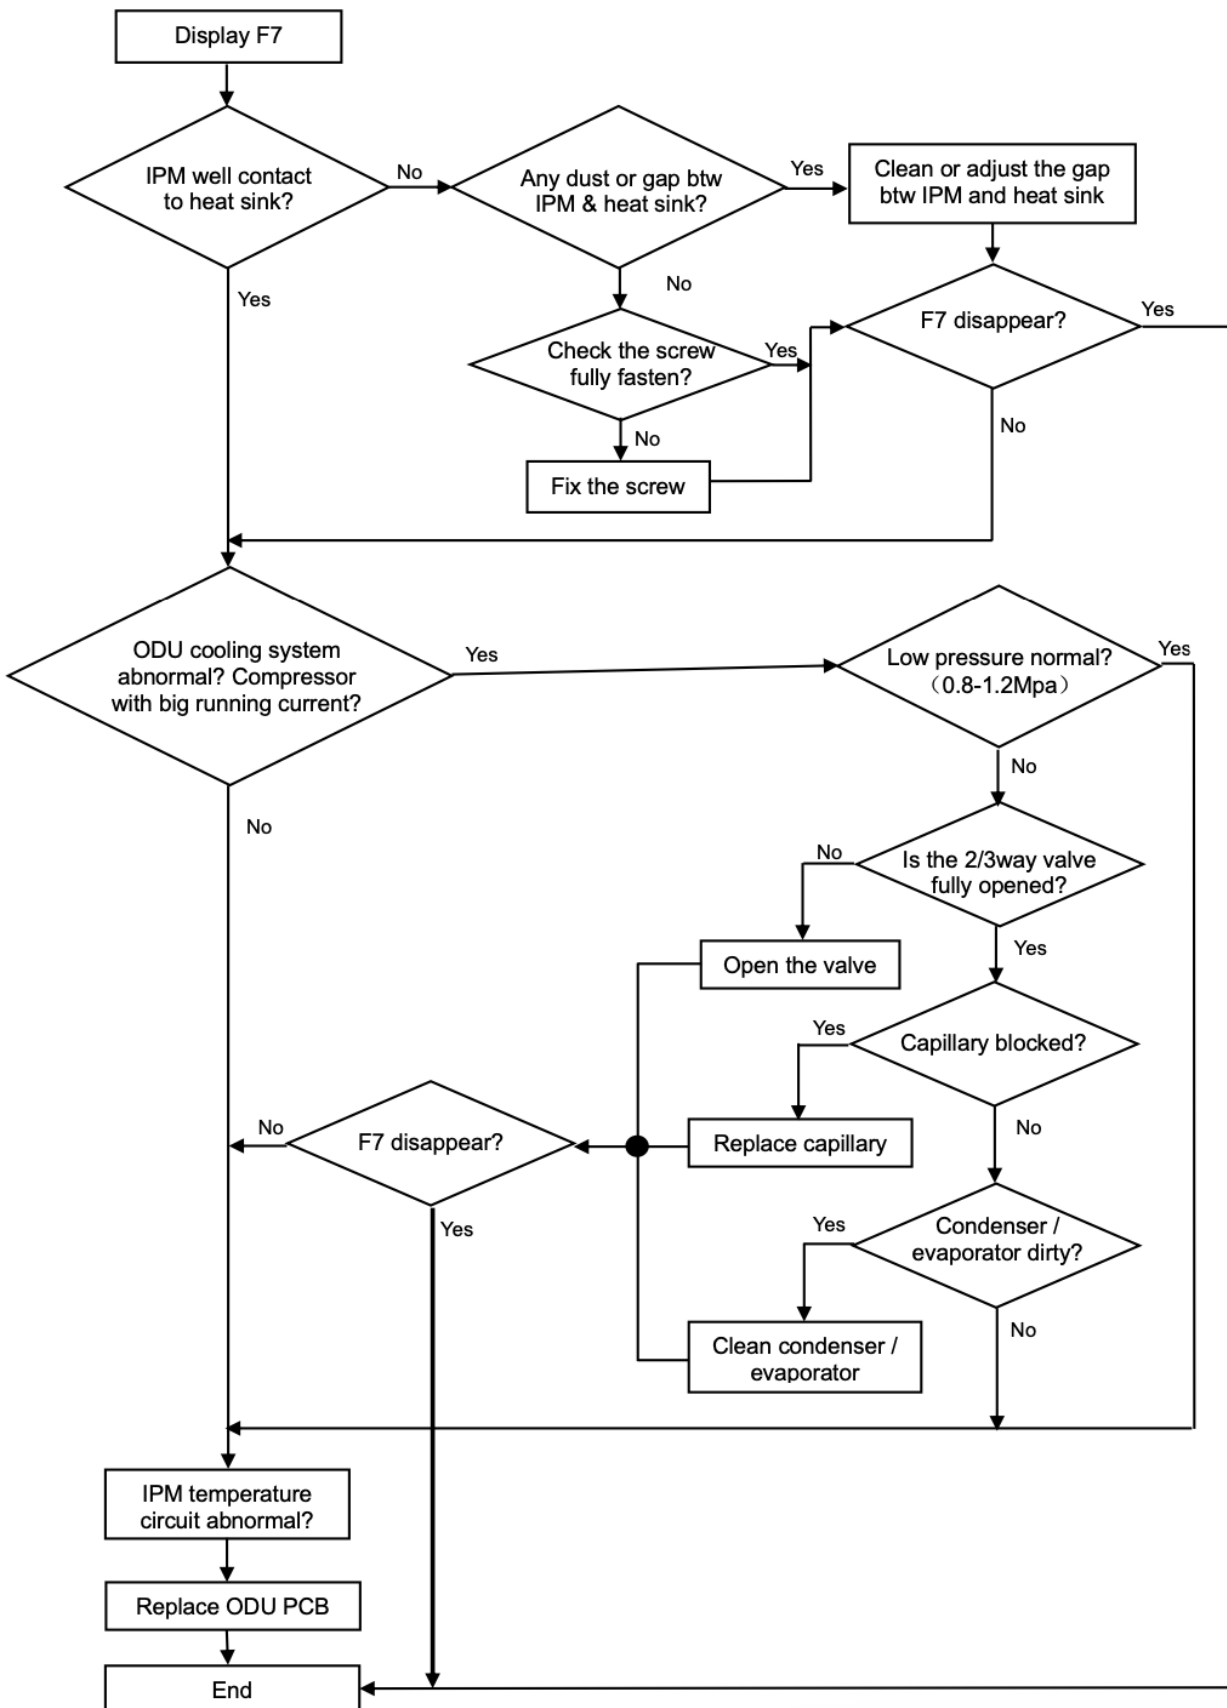 Display F7
IPM well contact
to heat sink?
No
Any dust or gap btw
IPM & heat sink?
Yes
Clean or adjust the gap
btw IPM and heat sink
Yes
No
Check the screw
fully fasten?
Yes
F7 disappear?
Yes
No
Fix the screw
No
ODU cooling system
abnormal? Compressor
with big running current?
Yes
Low pressure normal?
（0.8-1.2Mpa）
Yes
No
No
Is the 2/3way valve
fully opened?
No
Open the valve
Yes
Capillary blocked?
Yes
Replace capillary
No
F7 disappear?
No
Yes
Condenser /
evaporator dirty?
Yes
Clean condenser /
evaporator
No
IPM temperature
circuit abnormal?
Replace ODU PCB
End